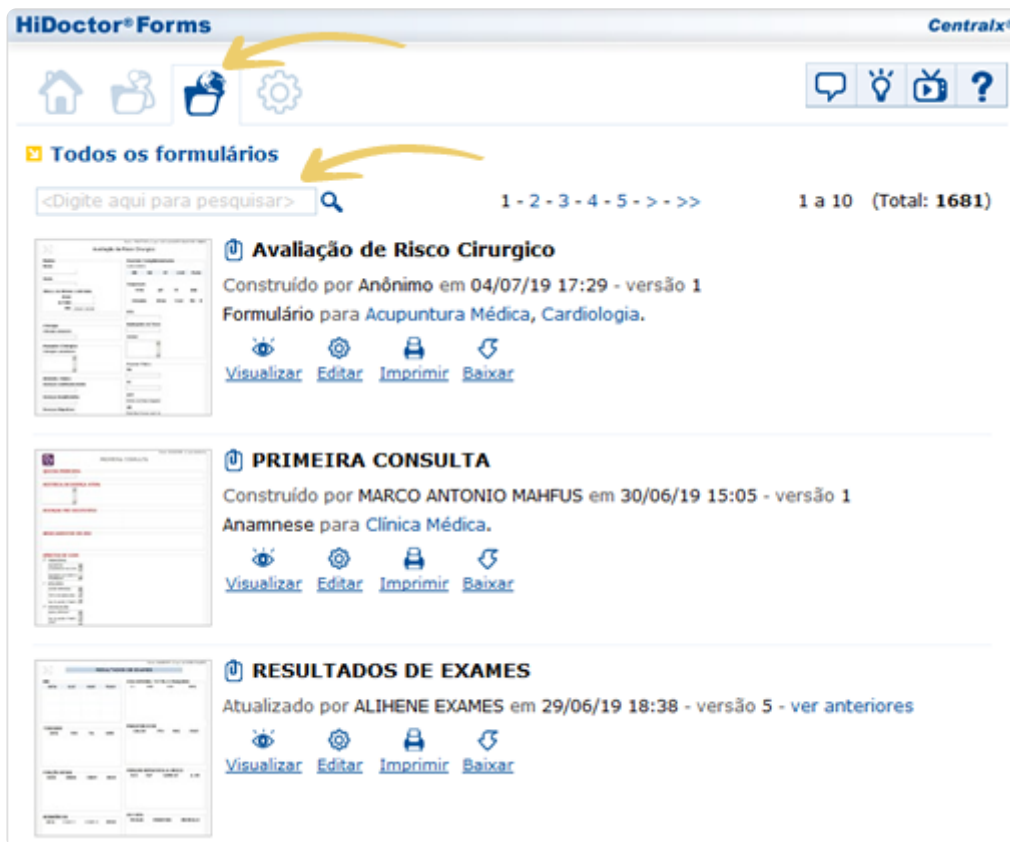 HiDoctor®Forms
Centralx®
Todos os formulários
<Digite aqui para pesquisar>
1 - 2 - 3 - 4 - 5 - > - >>
1 a 10 (Total: 1681)
Avaliação de Risco Cirurgico
Construído por Anônimo em 04/07/19 17:29 - versão 1
Formulário para Acupuntura Médica, Cardiologia.
Visualizar Editar Imprimir Baixar
PRIMEIRA CONSULTA
Construído por MARCO ANTONIO MAHFUS em 30/06/19 15:05 - versão 1
Anamnese para Clínica Médica.
Visualizar Editar Imprimir Baixar
RESULTADOS DE EXAMES
Atualizado por ALIHENE EXAMES em 29/06/19 18:38 - versão 5 - ver anteriores
Visualizar Editar Imprimir Baixar